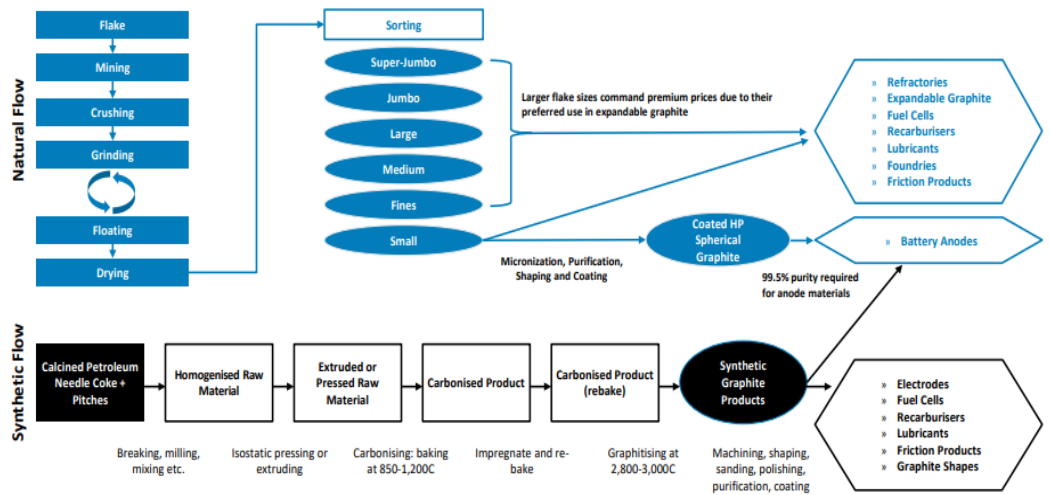 Natural Flow
Flake
Mining
Crushing
Grinding
Floating
Drying
Sorting
Super-Jumbo
Jumbo
Large
Medium
Fines
Small
Larger flake sizes command premium prices due to their
preferred use in expandable graphite
» Refractories
» Expandable Graphite
» Fuel Cells
» Recarburisers
» Lubricants
» Foundries
» Friction Products
Micronization, Purification,
Shaping and Coating
Coated HP
Spherical
Graphite
» Battery Anodes
99.5% purity required
for anode materials
Synthetic Flow
Calcined Petroleum
Needle Coke +
Pitches
Homogenised Raw
Material
Extruded or
Pressed Raw
Material
Carbonised Product
Carbonised Product
(rebake)
Synthetic
Graphite
Products
» Electrodes
» Fuel Cells
» Recarburisers
» Lubricants
» Friction Products
» Graphite Shapes
Breaking, milling,
mixing etc.
Isostatic pressing or
extruding
Carbonising: baking
at 850-1,200C
Impregnate and re-
bake
Graphitising at
2,800-3,000C
Machining, shaping,
sanding, polishing,
purification, coating